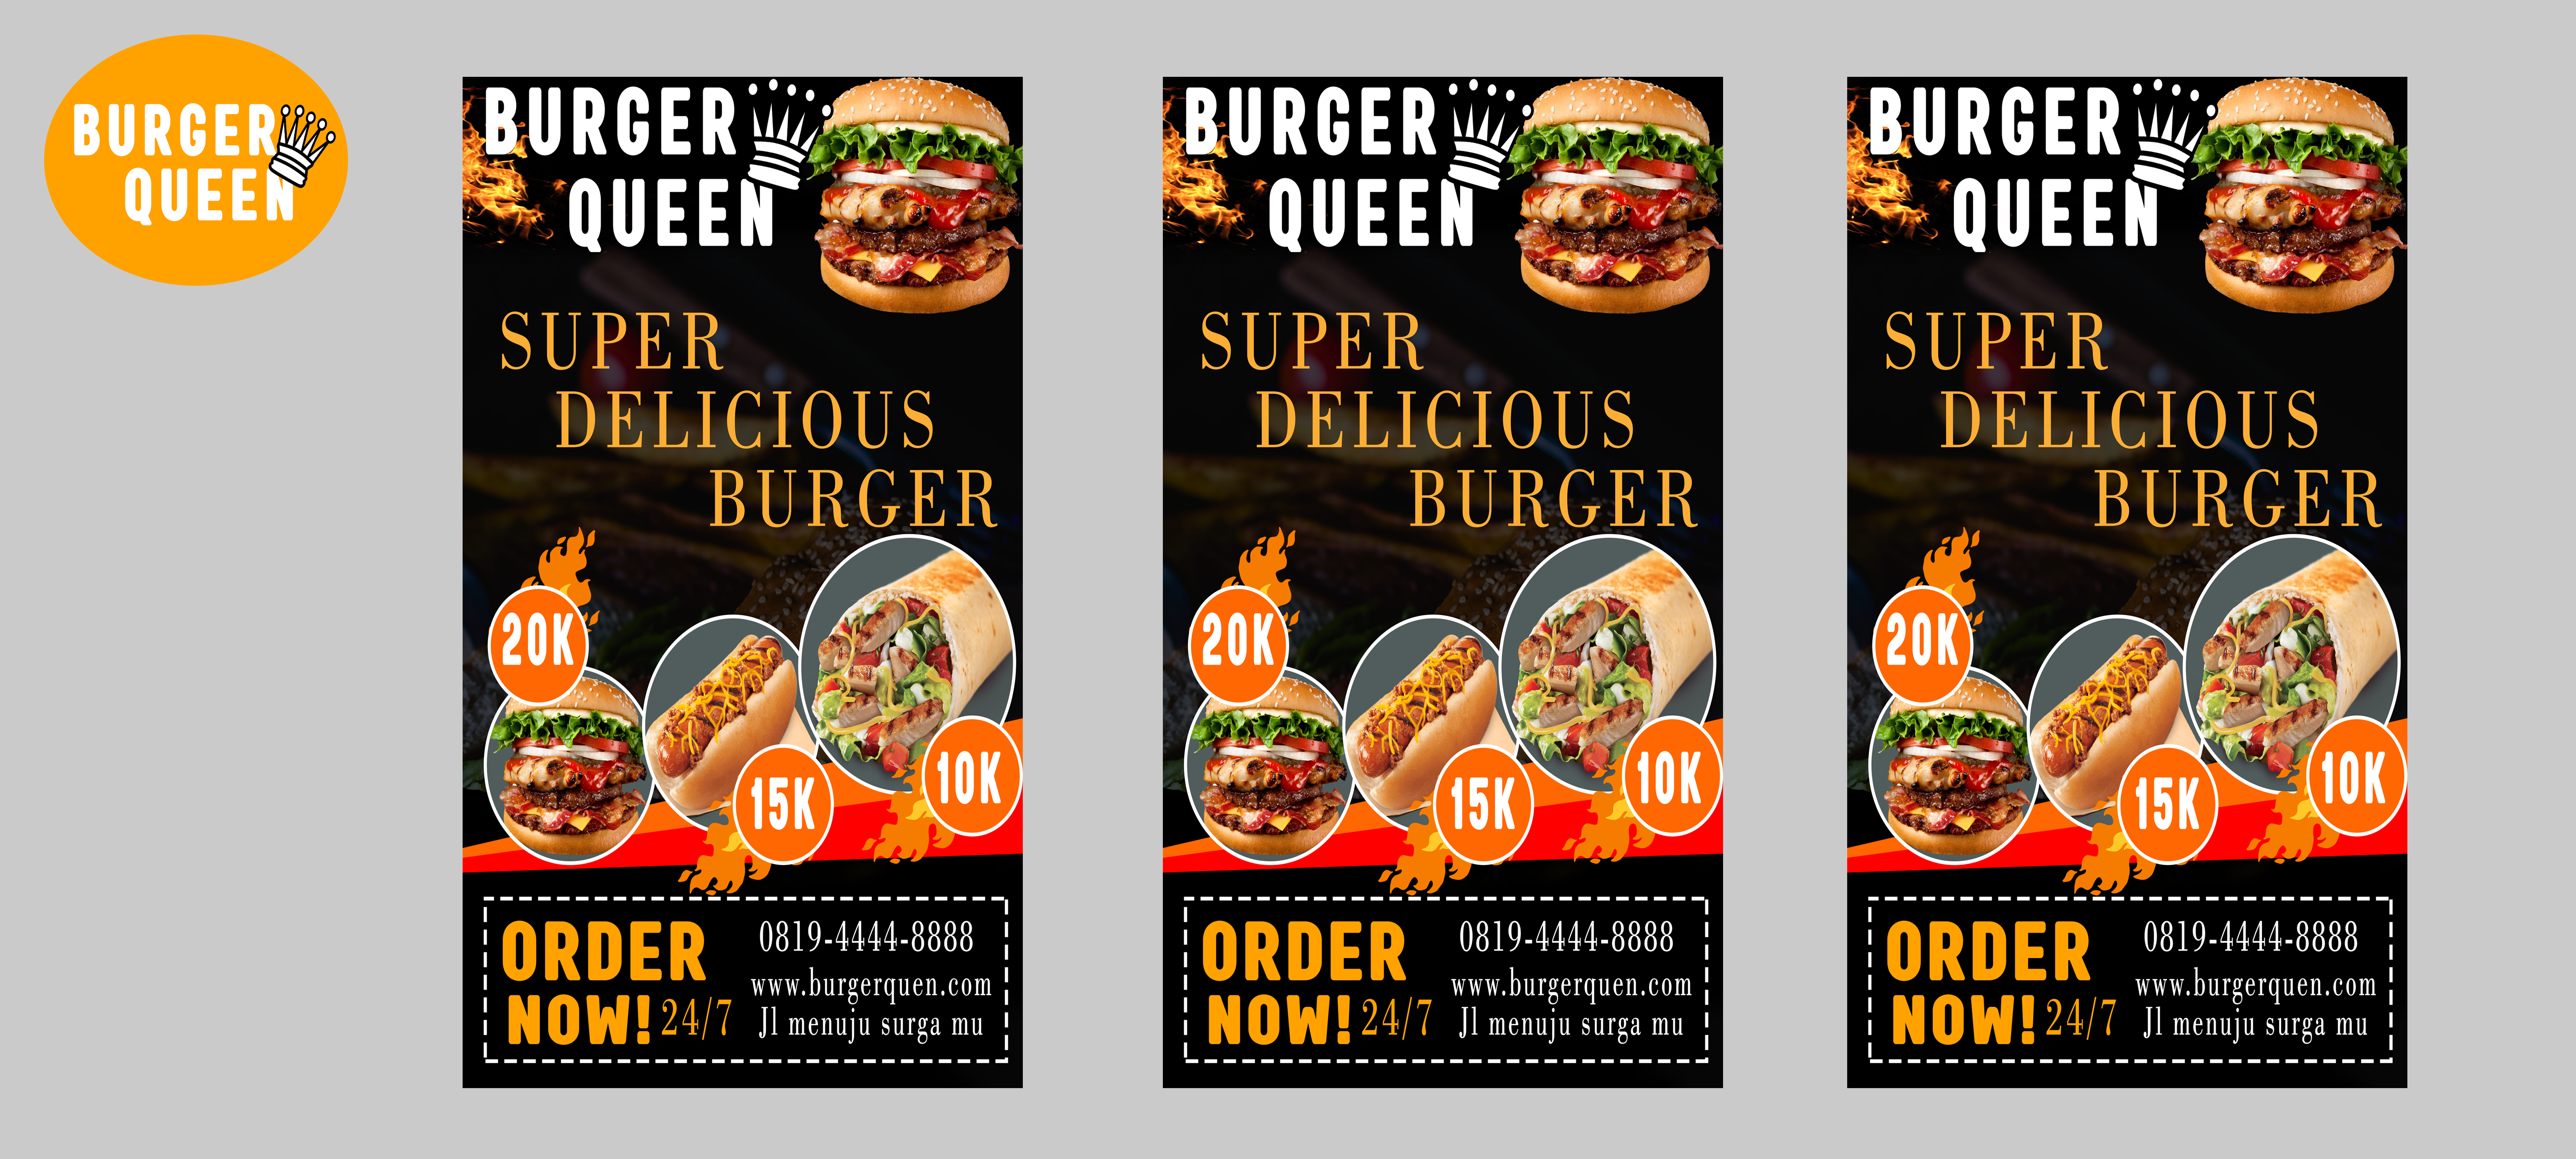 BURGER
QUEEN
BURGER
QUEEN
SUPER
DELICIOUS
BURGER
20K
15K
10K
ORDER
NOW! 24/7
0819-4444-8888
www.burgerquen.com
Jl menuju surga mu
BURGER
QUEEN
SUPER
DELICIOUS
BURGER
20K
15K
10K
ORDER
NOW! 24/7
0819-4444-8888
www.burgerquen.com
Jl menuju surga mu
BURGER
QUEEN
SUPER
DELICIOUS
BURGER
20K
15K
10K
ORDER
NOW! 24/7
0819-4444-8888
www.burgerquen.com
Jl menuju surga mu